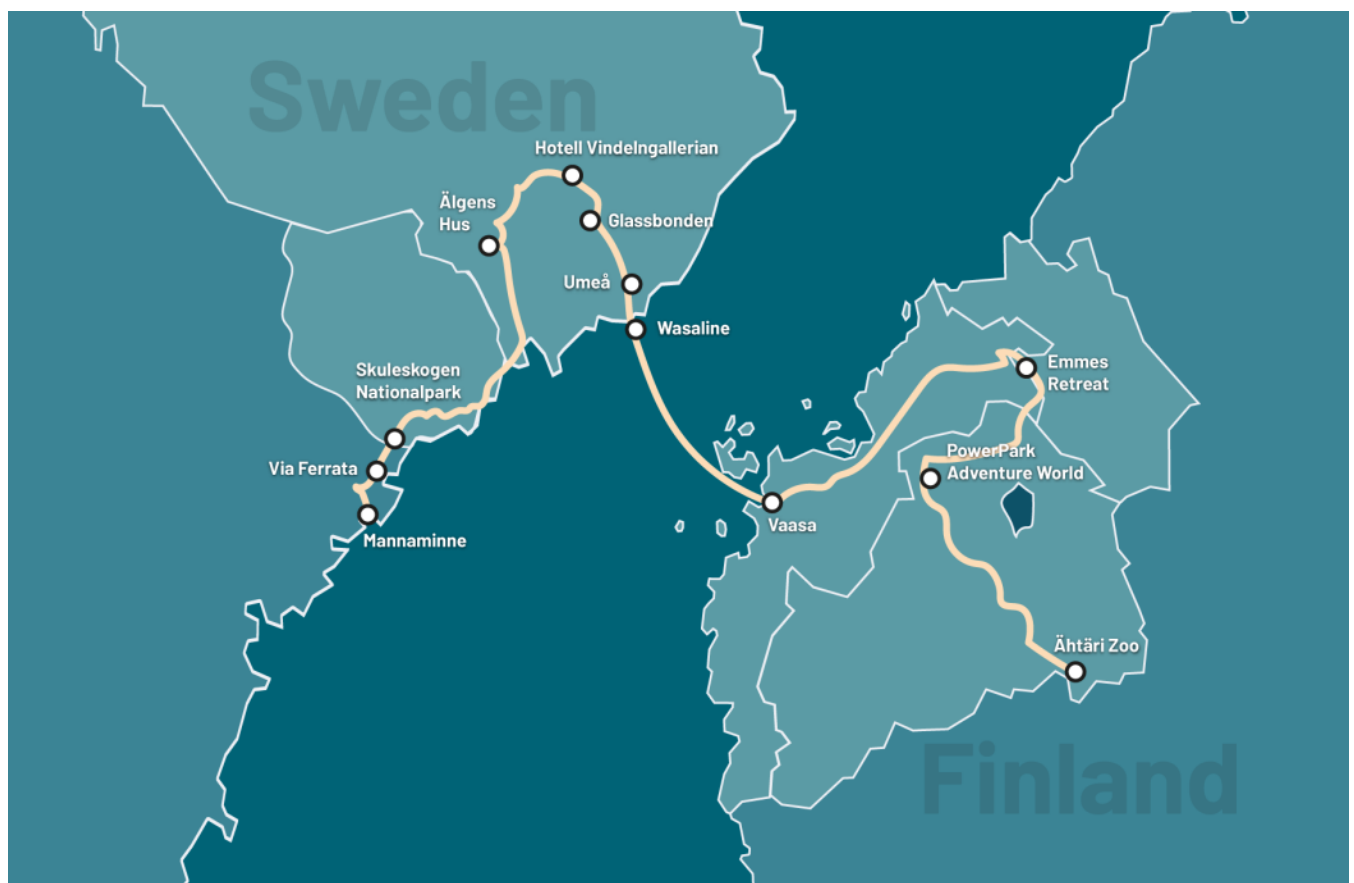 Sweden
Hotell Vindelngallerian
Älgens
Hus
Glassbonden
Umeå
Wasaline
Skuleskogen
Nationalpark
Emmes
Retreat
Via Ferrata
PowerPark
Adventure World
Vaasa
Mannaminne
Ähtäri Zoo
Finland